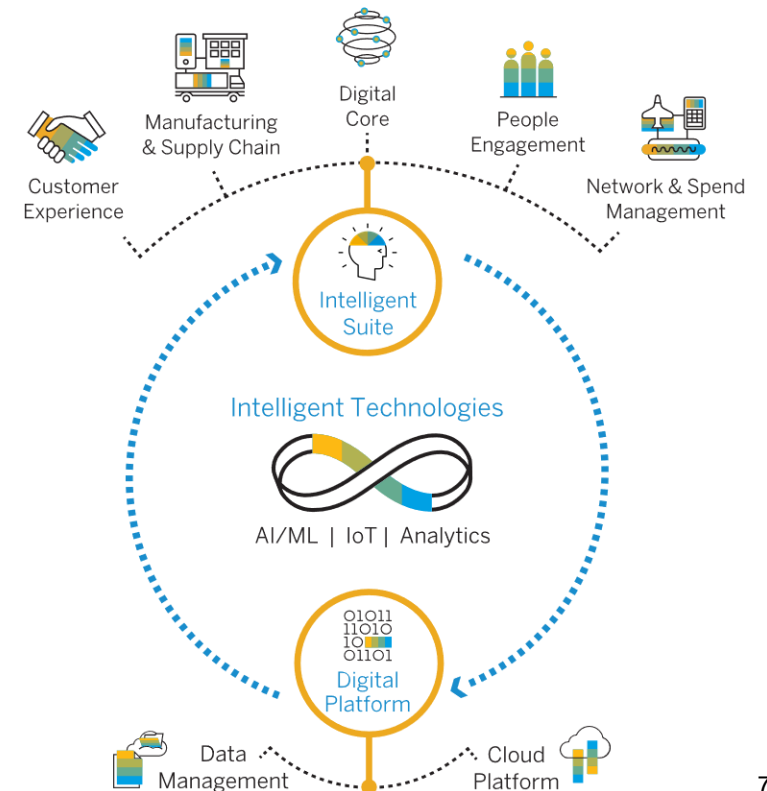 Digital
Core
Manufacturing
& Supply Chain
People
Engagement
Customer
Experience
Network & Spend
Management
Intelligent
Suite
Intelligent Technologies
AI/ML | IoT | Analytics
01011
11010
10
01101
Digital
Platform
Data
Management
Cloud
Platform
7